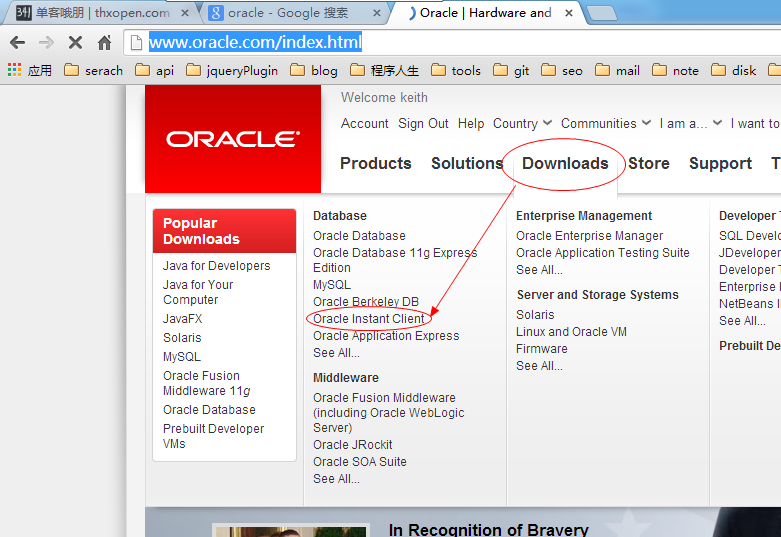 单客哦朋 | thxopen.com
oracle - Google 搜索
Oracle | Hardware and
www.oracle.com/index.html
应用 serach api jqueryPlugin blog 程序人生 tools git seo mail note disk
Welcome keith
Account Sign Out Help Country Communities I am a... I want to
ORACLE
Products Solutions Downloads Store Support T
Popular
Downloads
Java for Developers
Java for Your
Computer
JavaFX
Solaris
MySQL
Oracle Fusion
Middleware 11g
Oracle Database
Prebuilt Developer
VMs
Database
Oracle Database
Oracle Database 11g Express
Edition
MySQL
Oracle Berkeley DB
Oracle Instant Client
Oracle Application Express
See All...
Middleware
Oracle Fusion Middleware
(including Oracle WebLogic
Server)
Oracle JRockit
Oracle SOA Suite
See All...
Enterprise Management
Oracle Enterprise Manager
Oracle Application Testing Suite
See All...
Server and Storage Systems
Solaris
Linux and Oracle VM
Firmware
See All...
Developer T
SQL Develo
JDeveloper
Developer T
Enterprise
NetBeans I
See All...
Prebuilt De
In Recognition of Bravery